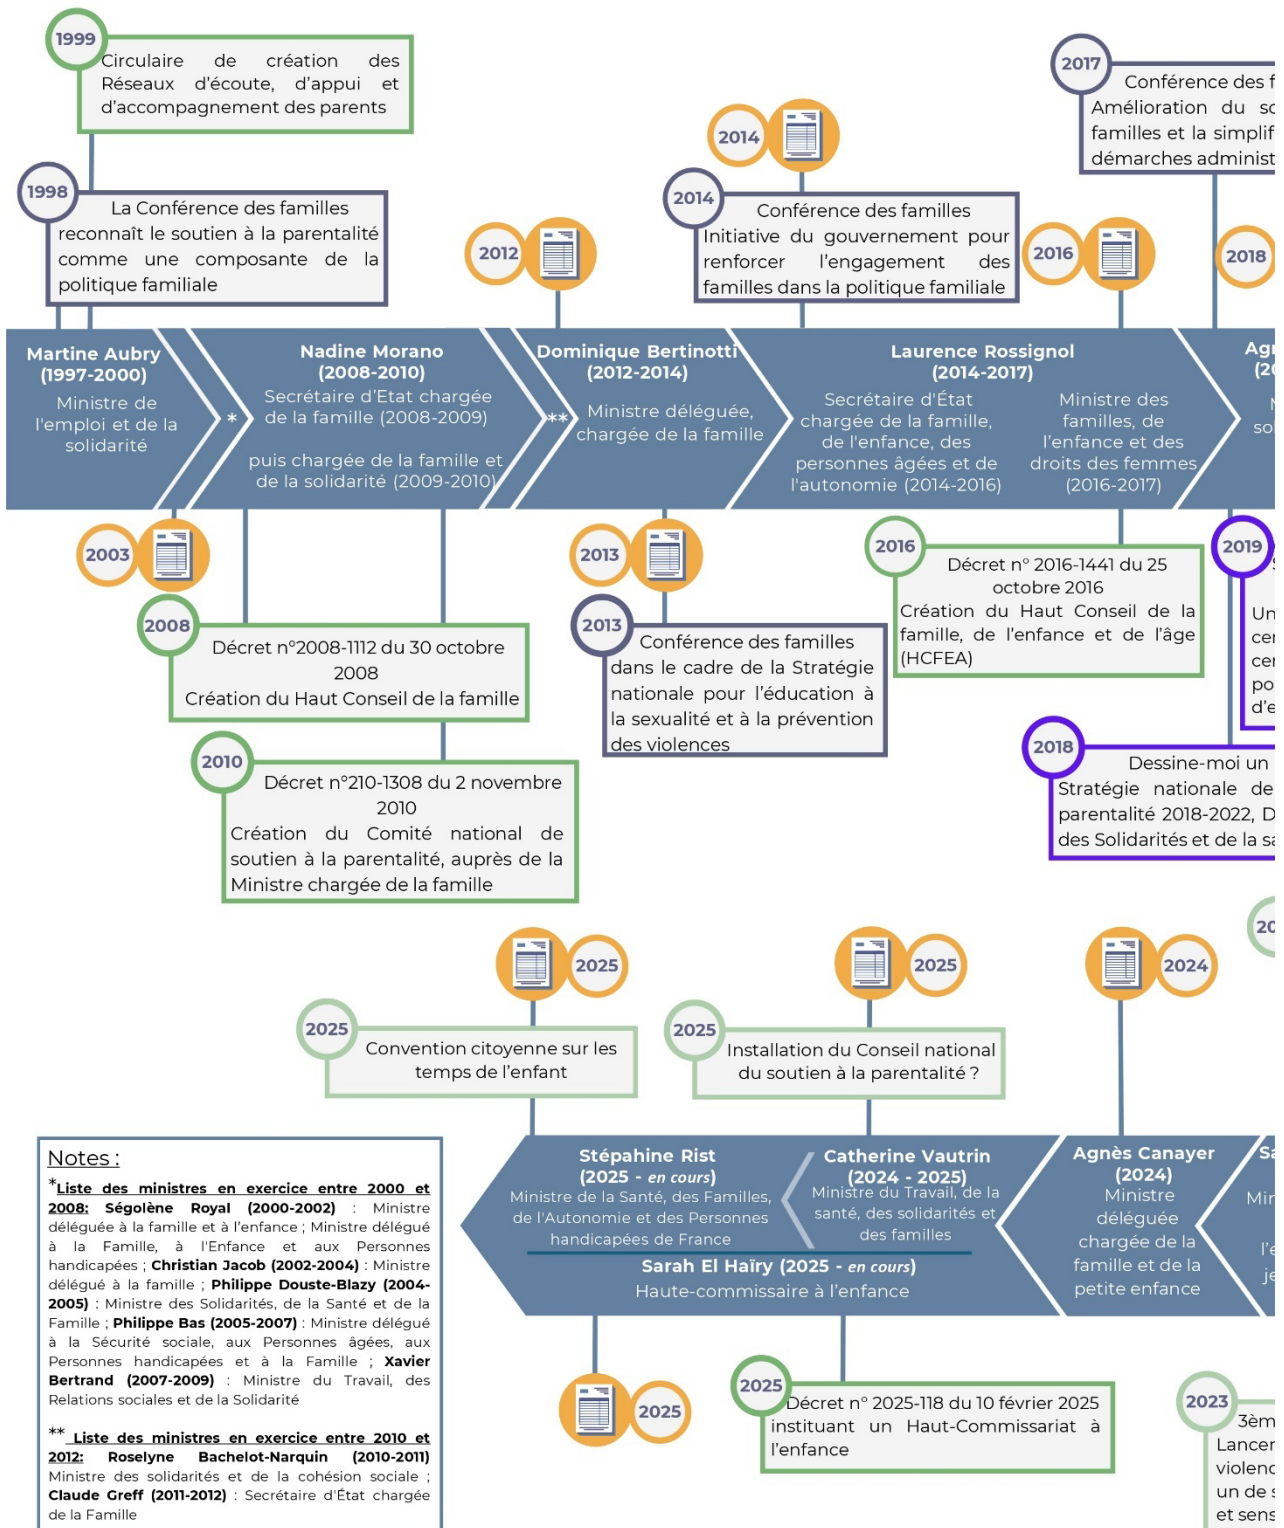 1999
Circulaire de création des
Réseaux d'écoute, d'appui et
d'accompagnement des parents
1998
La Conférence des familles
reconnaît le soutien à la parentalité
comme une composante de la
politique familiale
2012
2014
2014
Conférence des familles
Initiative du gouvernement pour
renforcer l'engagement des
familles dans la politique familiale
2016
2017
Conférence des f
Amélioration du so
familles et la simplif
démarches administ
2018
Martine Aubry
(1997-2000)
Ministre de
l'emploi et de la
solidarité
*
Nadine Morano
(2008-2010)
Secrétaire d'Etat chargée
de la famille (2008-2009)
puis chargée de la famille et
de la solidarité (2009-2010)
**
Dominique Bertinotti
(2012-2014)
Ministre déléguée,
chargée de la famille
Laurence Rossignol
(2014-2017)
Secrétaire d'État
chargée de la famille,
de l'enfance, des
personnes âgées et de
l'autonomie (2014-2016)
Ministre des
familles, de
l'enfance et des
droits des femmes
(2016-2017)
Agn
(20
M
sol
2003
2008
Décret n°2008-1112 du 30 octobre
2008
Création du Haut Conseil de la famille
2010
Décret n°210-1308 du 2 novembre
2010
Création du Comité national de
soutien à la parentalité, auprès de la
Ministre chargée de la famille
2013
2013
Conférence des familles
dans le cadre de la Stratégie
nationale pour l'éducation à
la sexualité et à la prévention
des violences
2016
Décret n° 2016-1441 du 25
octobre 2016
Création du Haut Conseil de la
famille, de l'enfance et de l'âge
(HCFEA)
2019
S
Un
cer
cer
po
d'e
2018
Dessine-moi un
Stratégie nationale de
parentalité 2018-2022, D
des Solidarités et de la sa
20
2025
2025
Convention citoyenne sur les
temps de l'enfant
2025
2025
Installation du Conseil national
du soutien à la parentalité ?
2024
Stépahine Rist
(2025 - en cours)
Ministre de la Santé, des Familles,
de l'Autonomie et des Personnes
handicapées de France
Catherine Vautrin
(2024 - 2025)
Ministre du Travail, de la
santé, des solidarités et
des familles
Sarah El Haïry (2025 - en cours)
Haute-commissaire à l'enfance
Agnès Canayer
(2024)
Ministre
déléguée
chargée de la
famille et de la
petite enfance
Sa
Min
l'e
je
2025
2025
Décret n° 2025-118 du 10 février 2025
instituant un Haut-Commissariat à
l'enfance
2023
3èm
Lancer
violenc
un de s
et sens
Notes :
*Liste des ministres en exercice entre 2000 et
2008: Ségolène Royal (2000-2002) : Ministre
déléguée à la famille et à l'enfance ; Ministre délégué
à la Famille, à l'Enfance et aux Personnes
handicapées ; Christian Jacob (2002-2004) : Ministre
délégué à la famille ; Philippe Douste-Blazy (2004-
2005) : Ministre des Solidarités, de la Santé et de la
Famille ; Philippe Bas (2005-2007) : Ministre délégué
à la Sécurité sociale, aux Personnes âgées, aux
Personnes handicapées et à la Famille ; Xavier
Bertrand (2007-2009) : Ministre du Travail, des
Relations sociales et de la Solidarité
** Liste des ministres en exercice entre 2010 et
2012: Roselyne Bachelot-Narquin (2010-2011)
Ministre des solidarités et de la cohésion sociale ;
Claude Greff (2011-2012) : Secrétaire d'État chargée
de la Famille